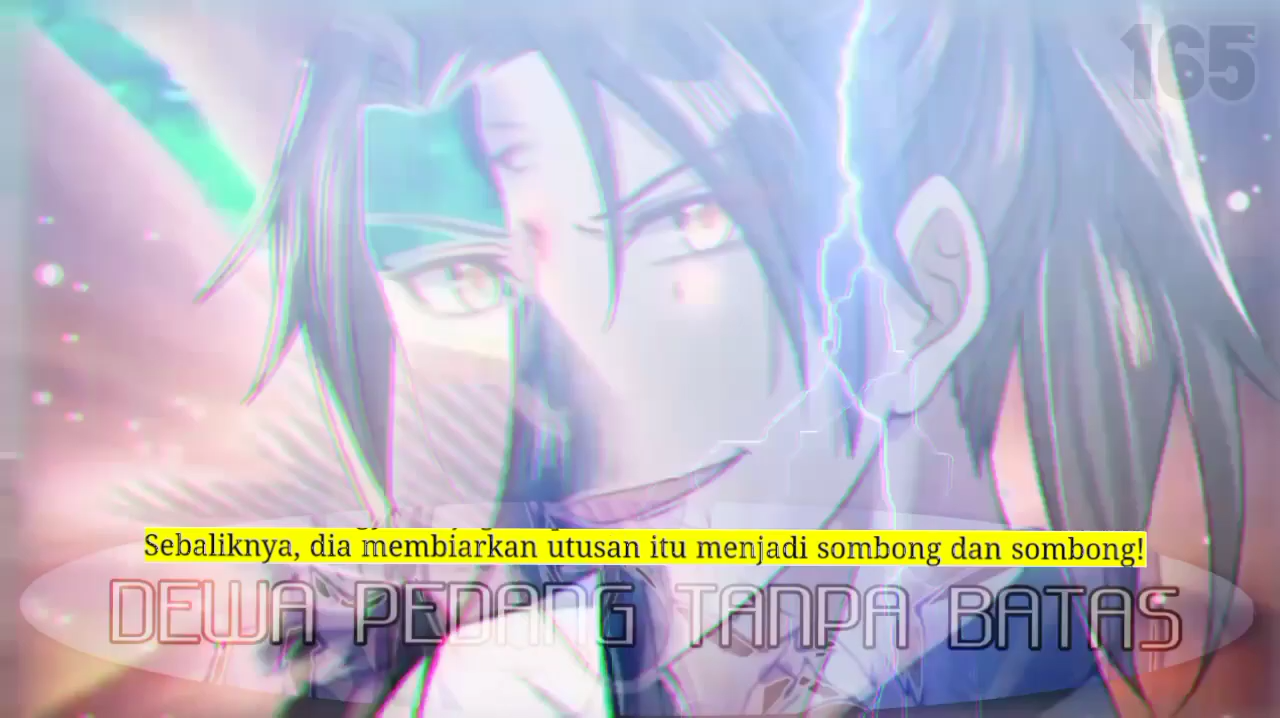 165
Sebaliknya, dia membiarkan utusan itu menjadi sombong dan sombong!
DEWA PEDANG TANPA BATAS